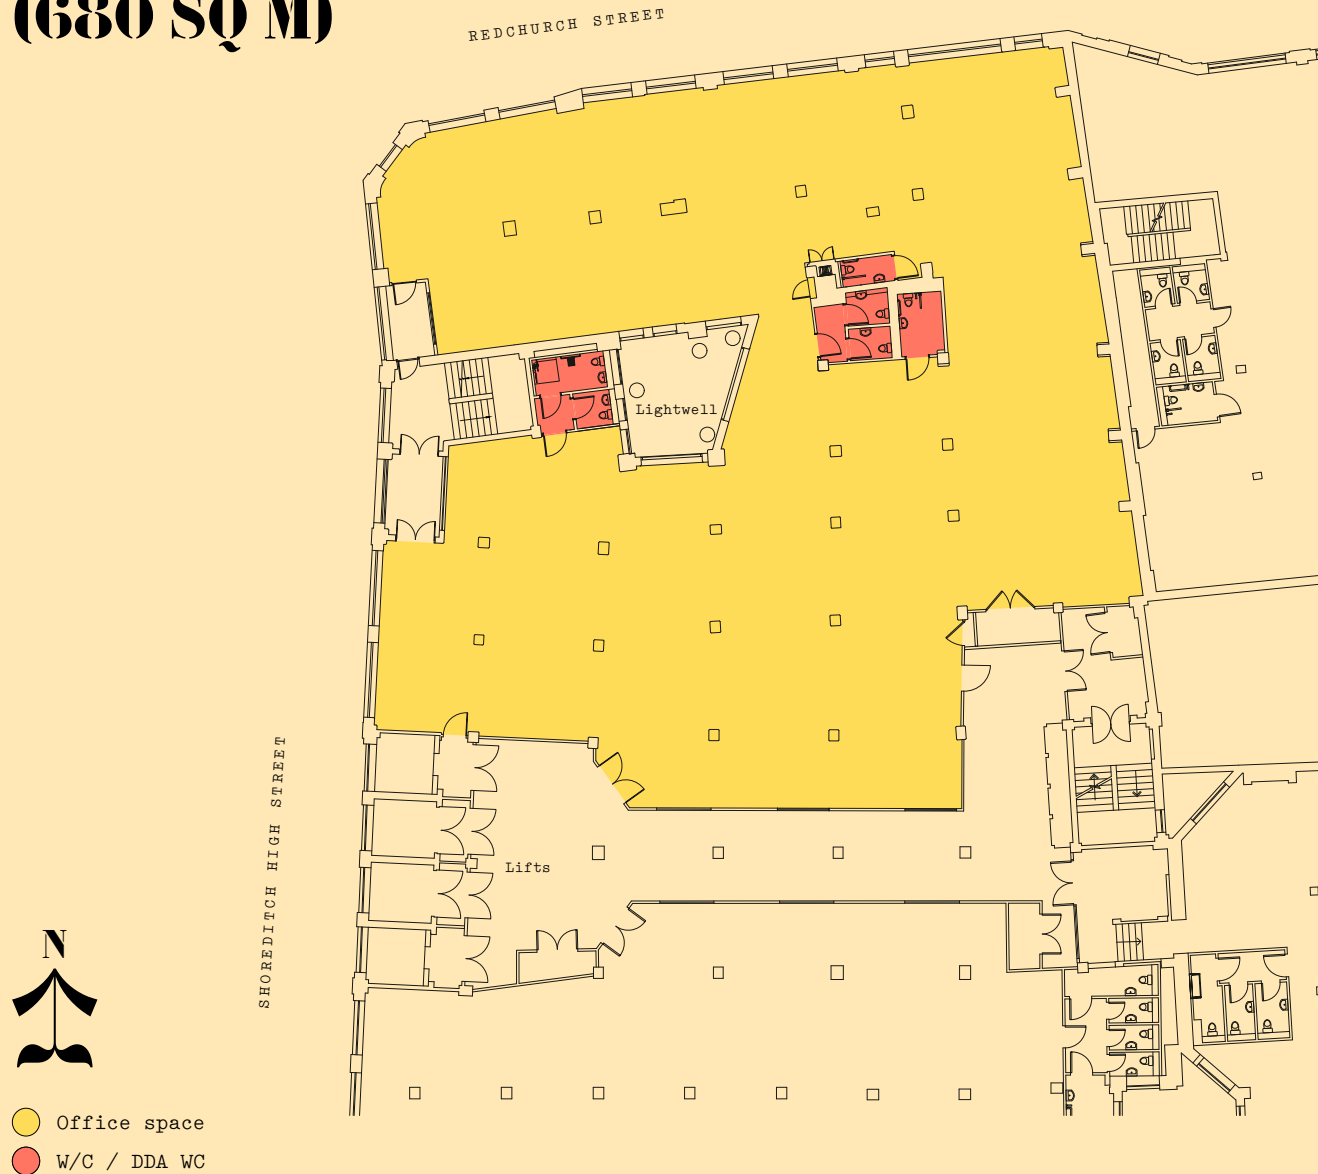 (680 SQ M)
REDCHURCH STREET
Lightwell
SHOREDITCH HIGH STREET
Lifts
N
Office space
W/C / DDA WC